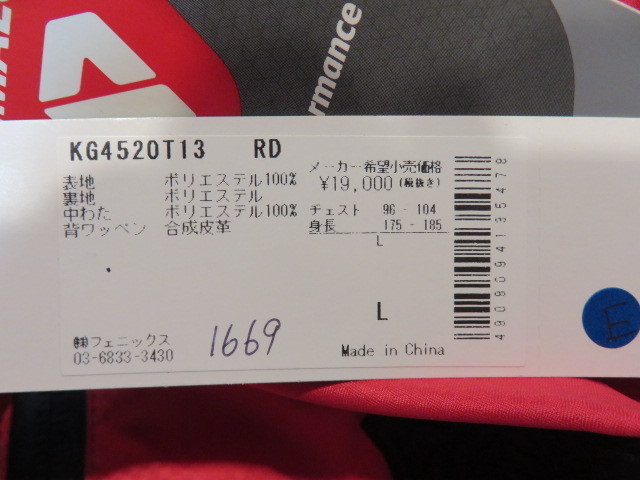 ormance
KG4520T13 RD
表地 ポリエステル100%
裏地 ポリエステル
中わた ポリエステル100%
背ワッペン 合成皮革
メーカー希望小売価格
¥19,000(税抜き)
チェスト 96 - 104
身長 175 - 185
L
L
㈱フェニックス
03-6833-3430
1669
Made in China
4908094135478
E